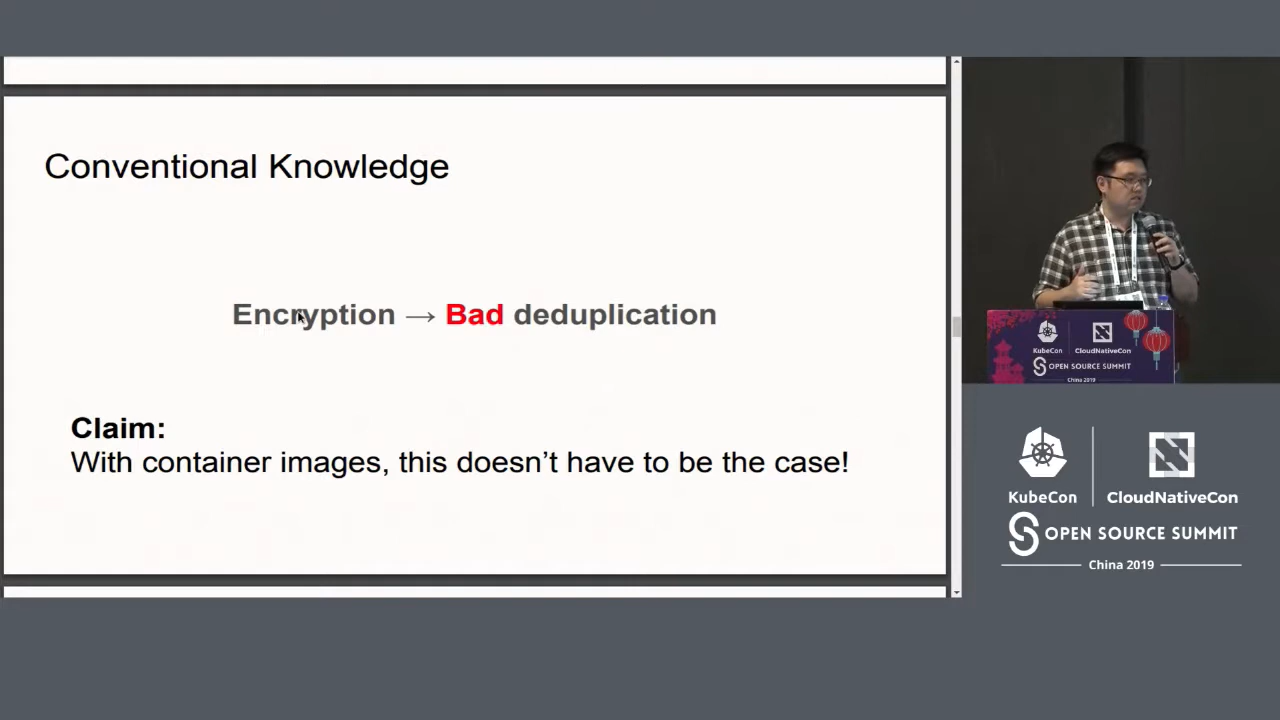 Conventional Knowledge
Encryption → Bad deduplication
Claim:
With container images, this doesn't have to be the case!
KubeCon
CloudNativeCon
OPEN SOURCE SUMMIT
China 2019
KubeCon
CloudNativeCon
OPEN SOURCE SUMMIT
China 2019